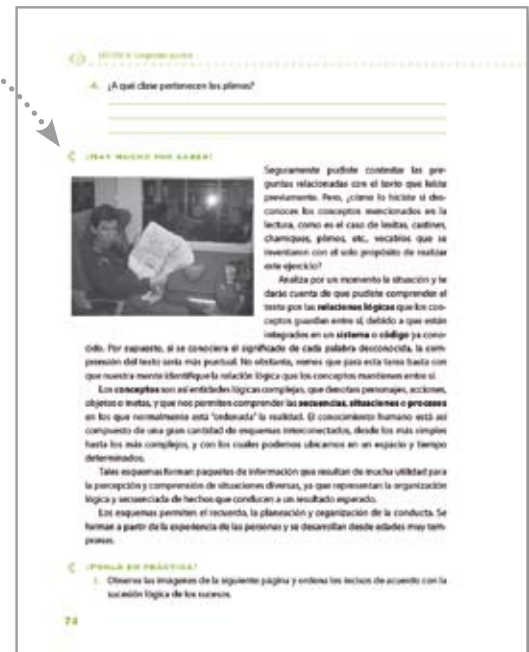 4. ¿A qué clase pertenecen los plimos?
¡HAY MUCHO POR SABER!
Seguramente pudiste contestar las pre-
guntas relacionadas con el texto que leíste
previamente. Pero, ¿cómo lo hiciste si des-
conoces los conceptos mencionados en la
lectura, como es el caso de
plimos, etc., vocablos que se
inventaron con el solo propósito de realizar
este ejercicio?
Analiza por un momento la situación y te
darás cuenta de que pudiste comprender el
texto por las relaciones lógicas que los con-
ceptos guardan entre sí, debido a que están
integrados en un sistema o código ya cono-
cido. Por supuesto, si se conociera el significado de cada palabra desconocida, la com-
prensión del texto sería más puntual. No obstante, vemos que para esta tarea basta con
que nuestra mente identifique la relación lógica que los conceptos mantienen entre sí.
Los conceptos son así entidades lógicas complejas, que denotan personajes, acciones,
objetos o metas, y que nos permiten comprender las secuencias, situaciones o procesos
en los que normalmente está "ordenada" la realidad. El conocimiento humano está así
compuesto de una gran cantidad de esquemas interconectados, desde los más simples
hasta los más complejos, y con los cuales podemos ubicarnos en un espacio y tiempo
determinados.
Tales esquemas forman paquetes de información que resultan de mucha utilidad para
la percepción y comprensión de situaciones diversas, ya que representan la organización
lógica y secuenciada de hechos que conducen a un resultado esperado.
Los esquemas permiten el recuerdo, la planeación y organización de la conducta. Se
forman a partir de la experiencia de las personas y se desarrollan desde edades muy tem-
pranas.
¡PONLO EN PRÁCTICA!
1. Observa las imágenes de la siguiente página y ordena los incisos de acuerdo con la
sucesión lógica de los sucesos.
74